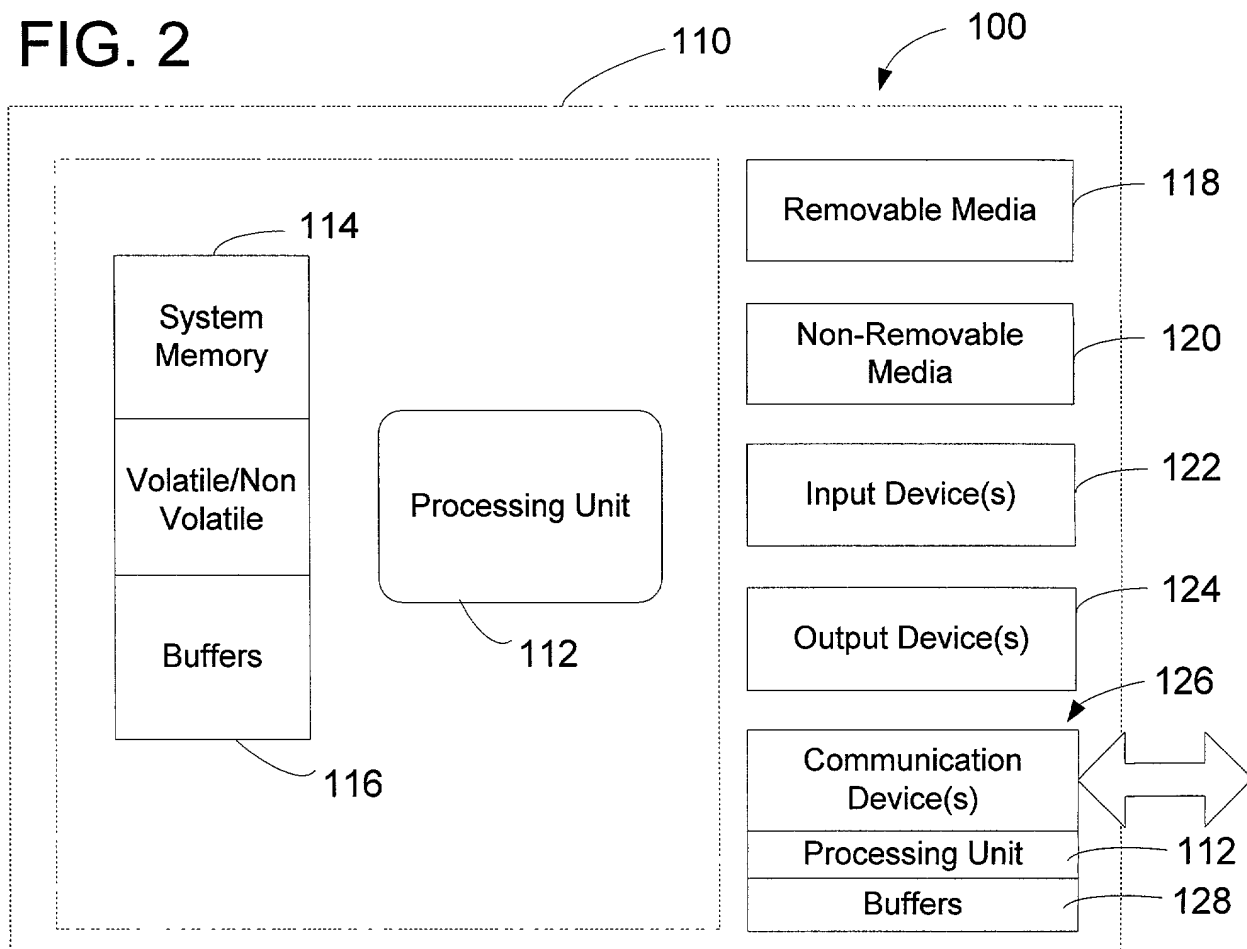 FIG. 2
110
100
114
System
Memory
Volatile/Non
Volatile
Buffers
116
Processing Unit
112
Removable Media
118
Non-Removable
Media
120
Input Device(s)
122
Output Device(s)
124
126
Communication
Device(s)
Processing Unit
112
Buffers
128